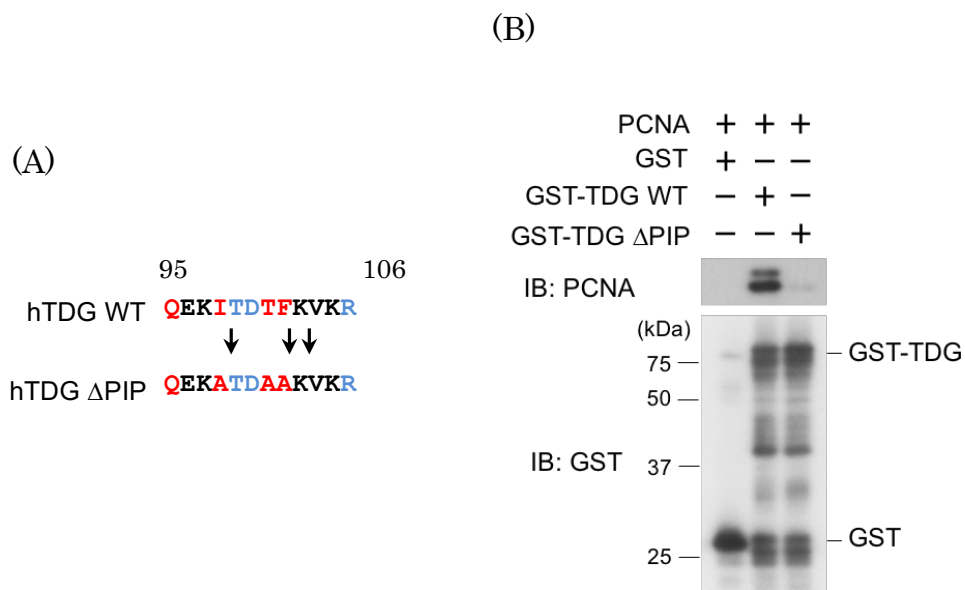 (A)
95 106
hTDG WT QEKITDTFKVKR
hTDG ΔPIP QEKATDAAKVKR
(B)
PCNA + + +
GST + − −
GST-TDG WT − + −
GST-TDG ΔPIP − − +
IB: PCNA
(kDa)
75
50
37
25
IB: GST
GST-TDG
GST